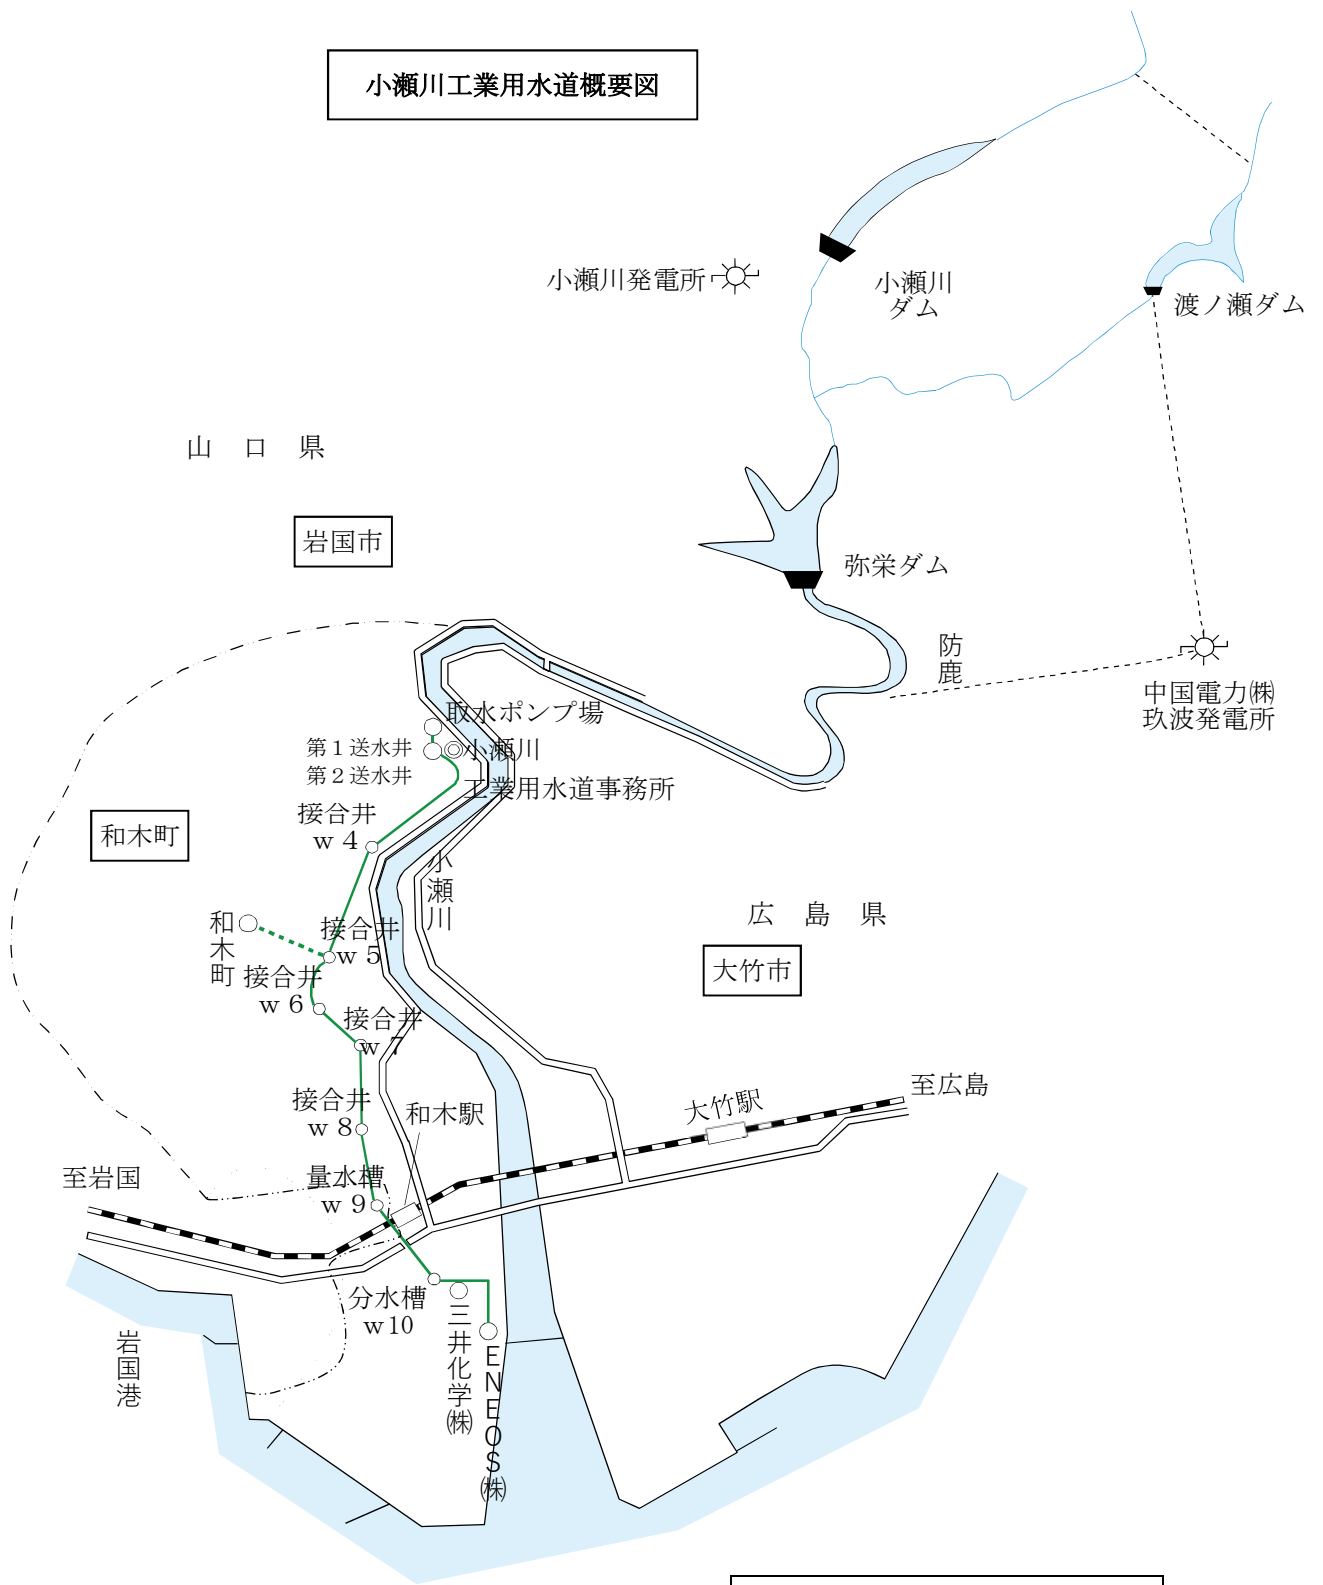 小瀬川工業用水道概要図
小瀬川発電所
小瀬川
ダム
渡ノ瀬ダム
山口県
岩国市
弥栄ダム
防鹿
中国電力㈱
玖波発電所
取水ポンプ場
第1送水井
小瀬川
第2送水井
工業用水道事務所
接合井
w4
和木町
小瀬川
広島県
和木町
接合井
w5
大竹市
接合井
w6
接合井
w7
至広島
大竹駅
接合井
w8
和木駅
至岩国
量水槽
w9
分水槽
w10
岩国港
三井化学㈱
ENEOS㈱